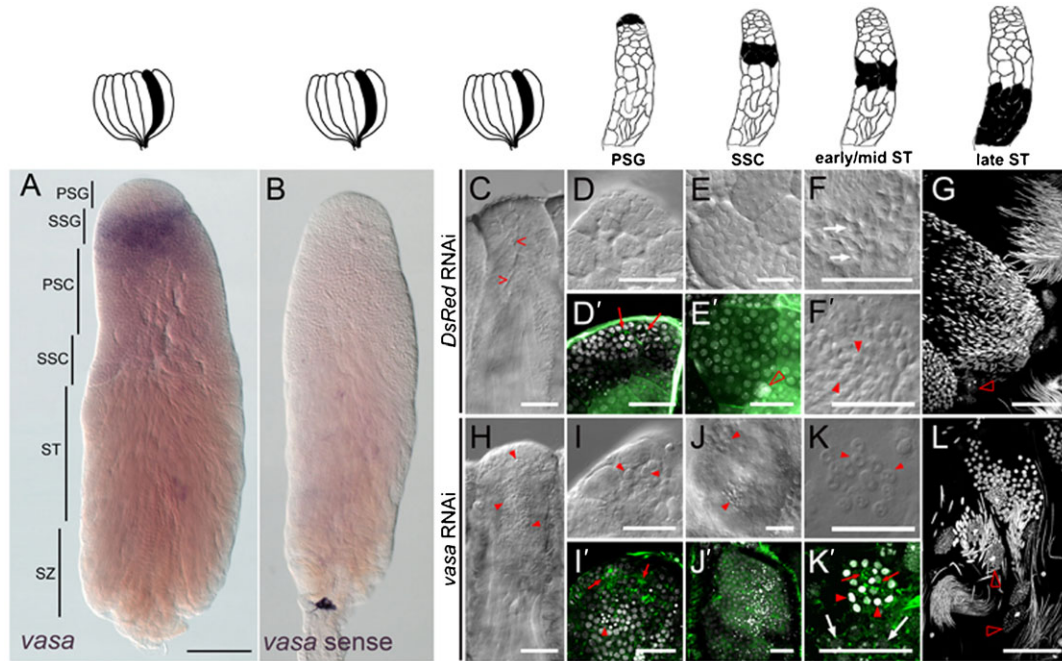 PSG
SSC
early/mid ST
late ST
A
B
C
D
E
F
G
PSG
SSG
PSC
SSC
ST
SZ
DsRed RNAi
D'
E'
F'
H
I
J
K
L
vasa RNAi
I'
J'
K'
vasa
vasa sense